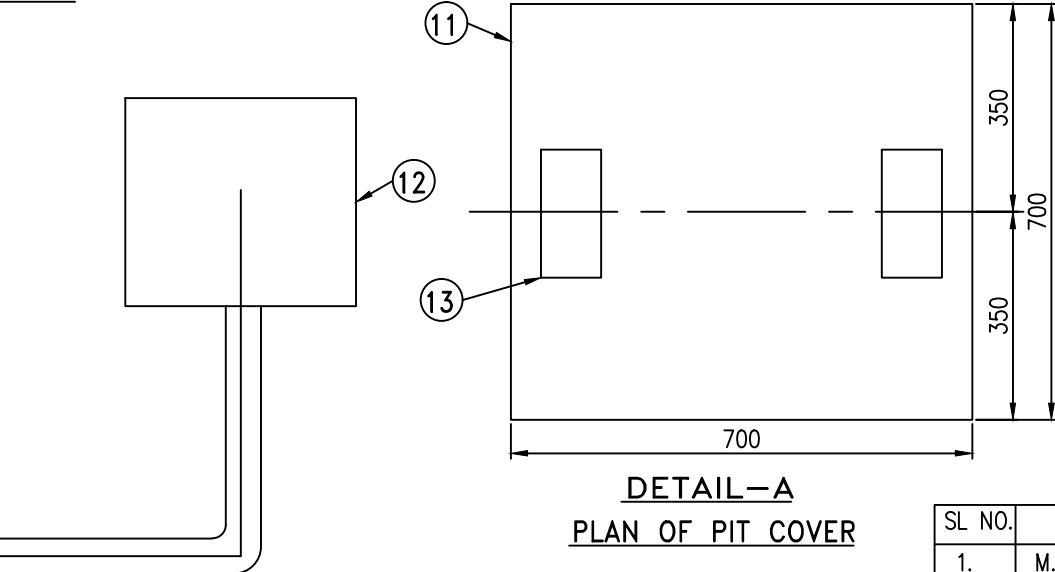 11
350
12
700
13
350
700
DETAIL-A
PLAN OF PIT COVER
SL NO.
1. M.